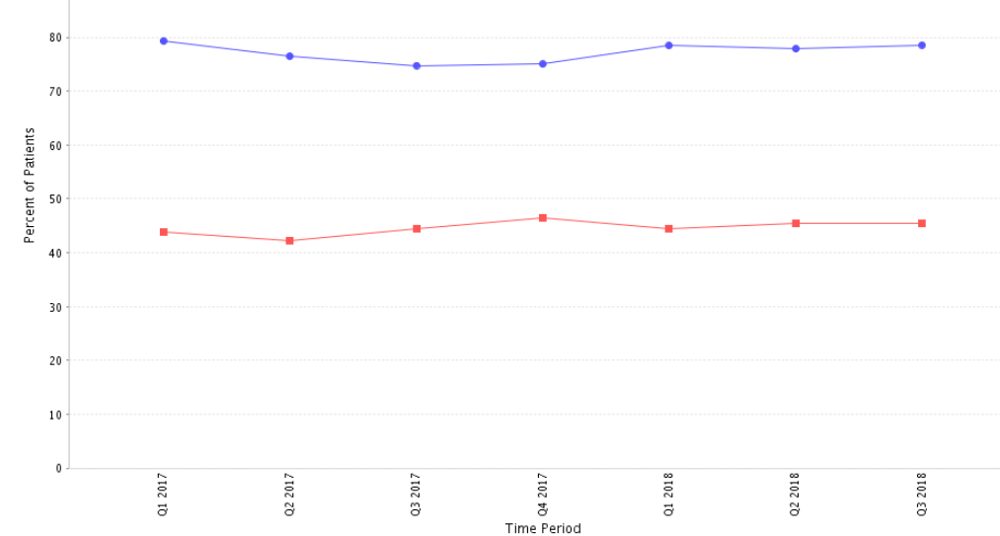 80
70
60
50
40
30
20
10
0
Percent of Patients
Q1 2017
Q2 2017
Q3 2017
Q4 2017
Q1 2018
Q2 2018
Q3 2018
Time Period